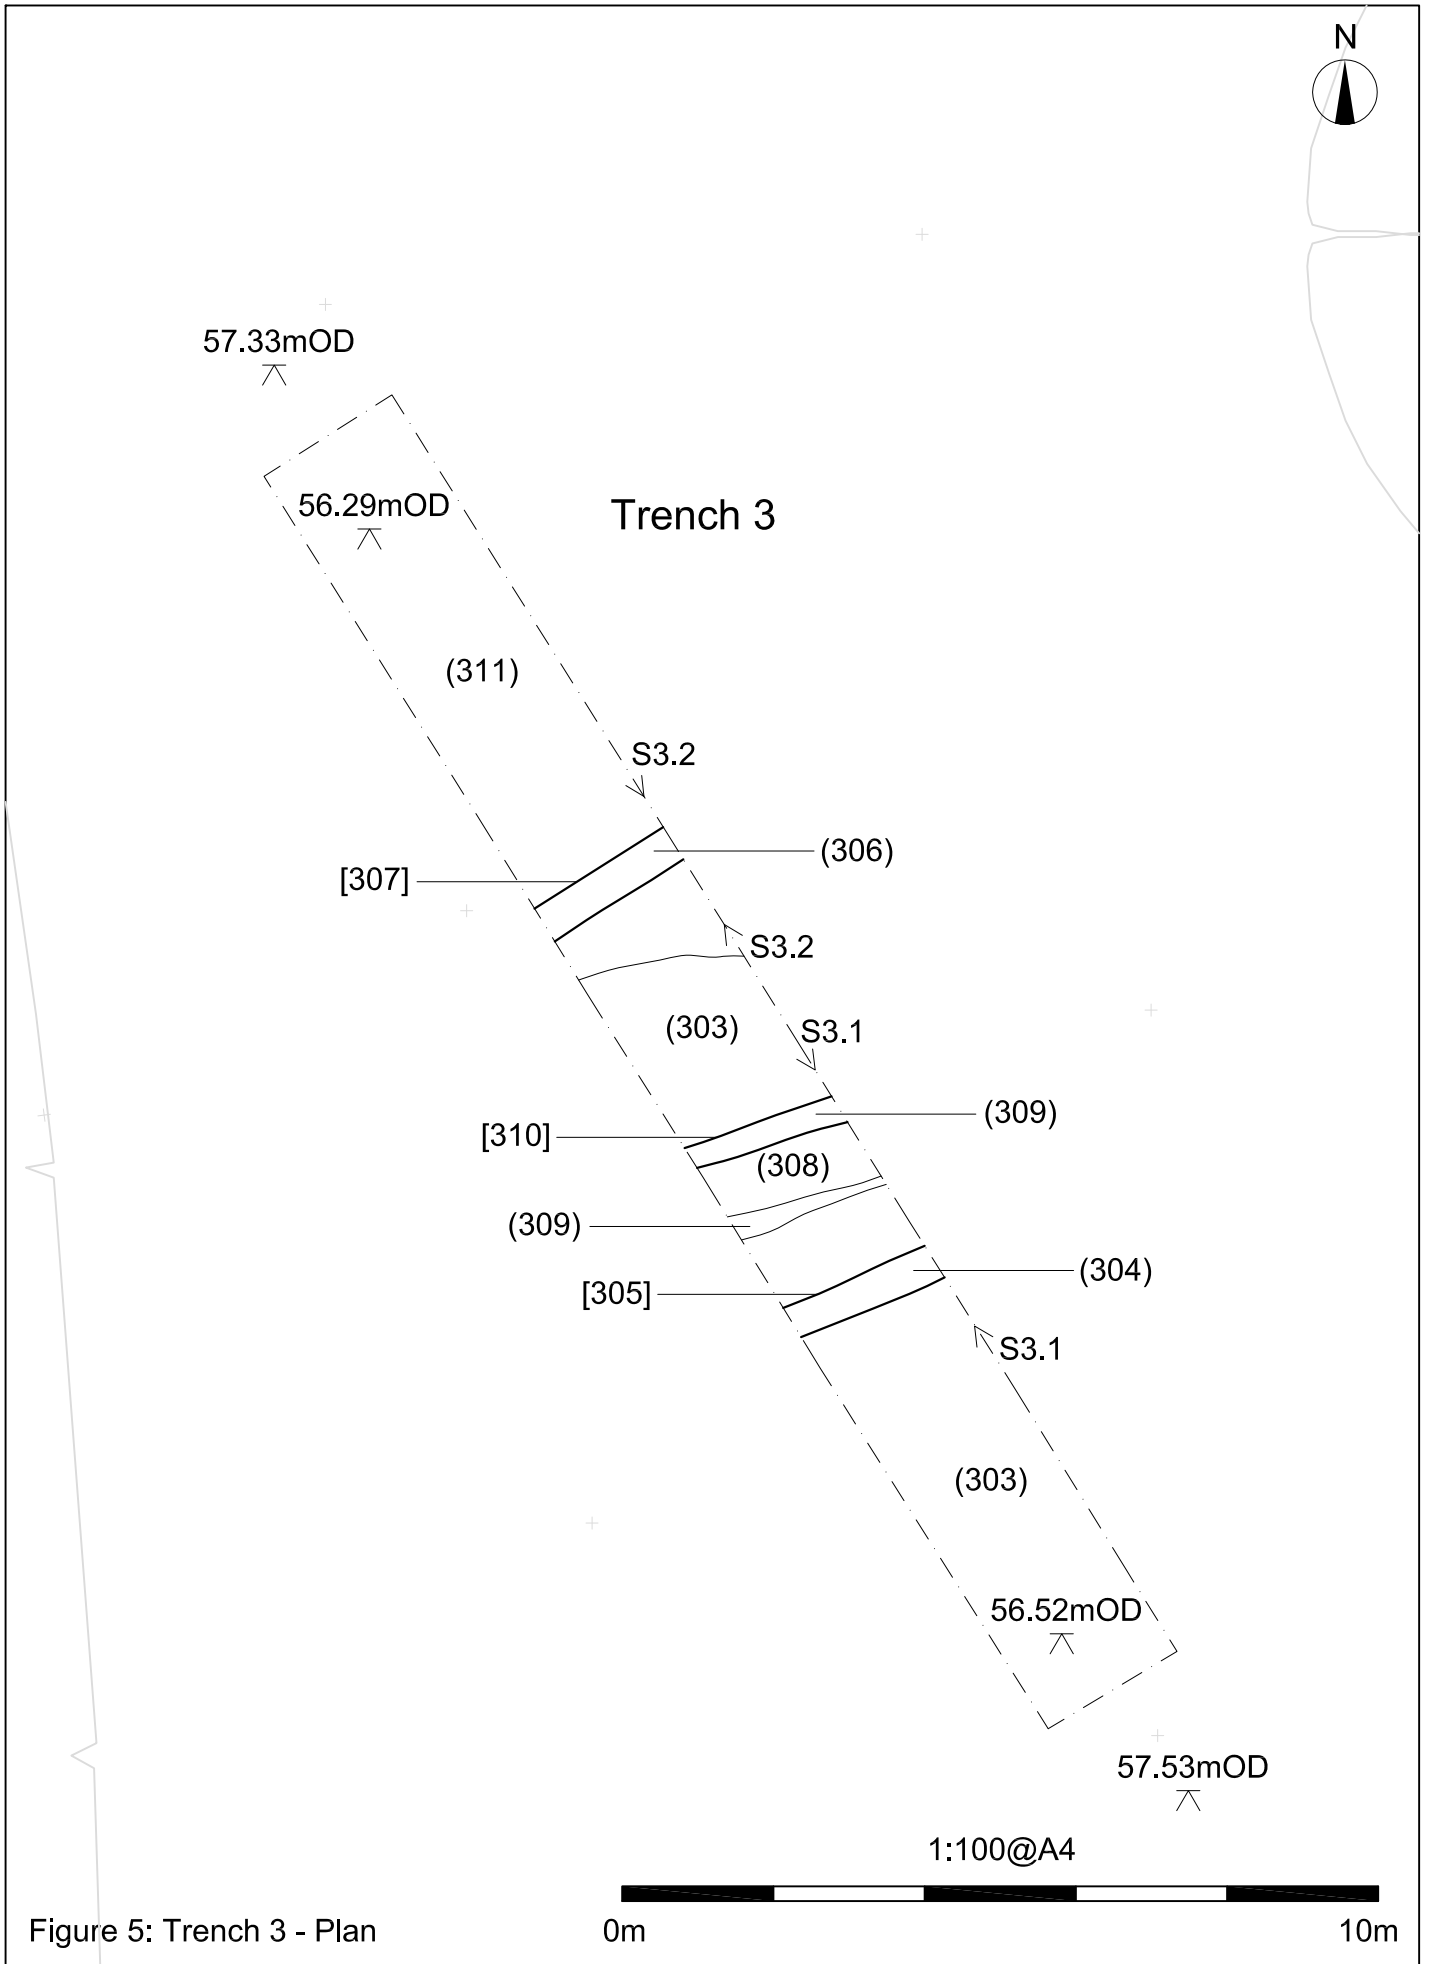 N
57.33mOD
56.29mOD
Trench 3
(311)
S3.2
(306)
[307]
S3.2
(303)
S3.1
(309)
[310]
(308)
(309)
(304)
[305]
S3.1
(303)
56.52mOD
57.53mOD
1:100@A4
Figure 5: Trench 3 - Plan
0m
10m